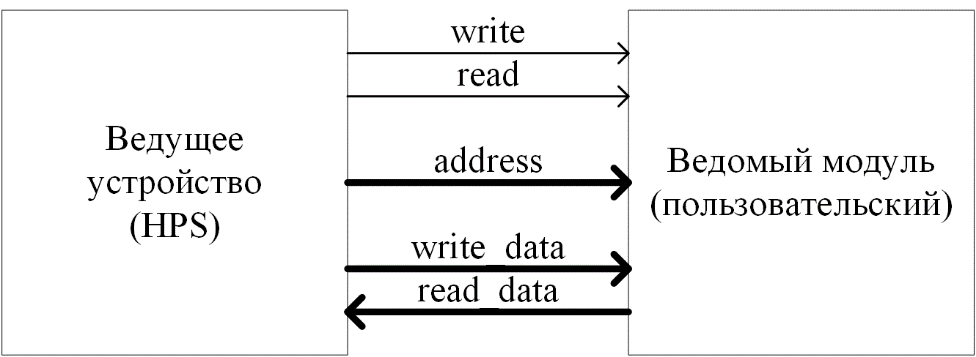 Ведущее
устройство
(HPS)
write
read
address
write_data
read_data
Ведомый модуль
(пользовательский)